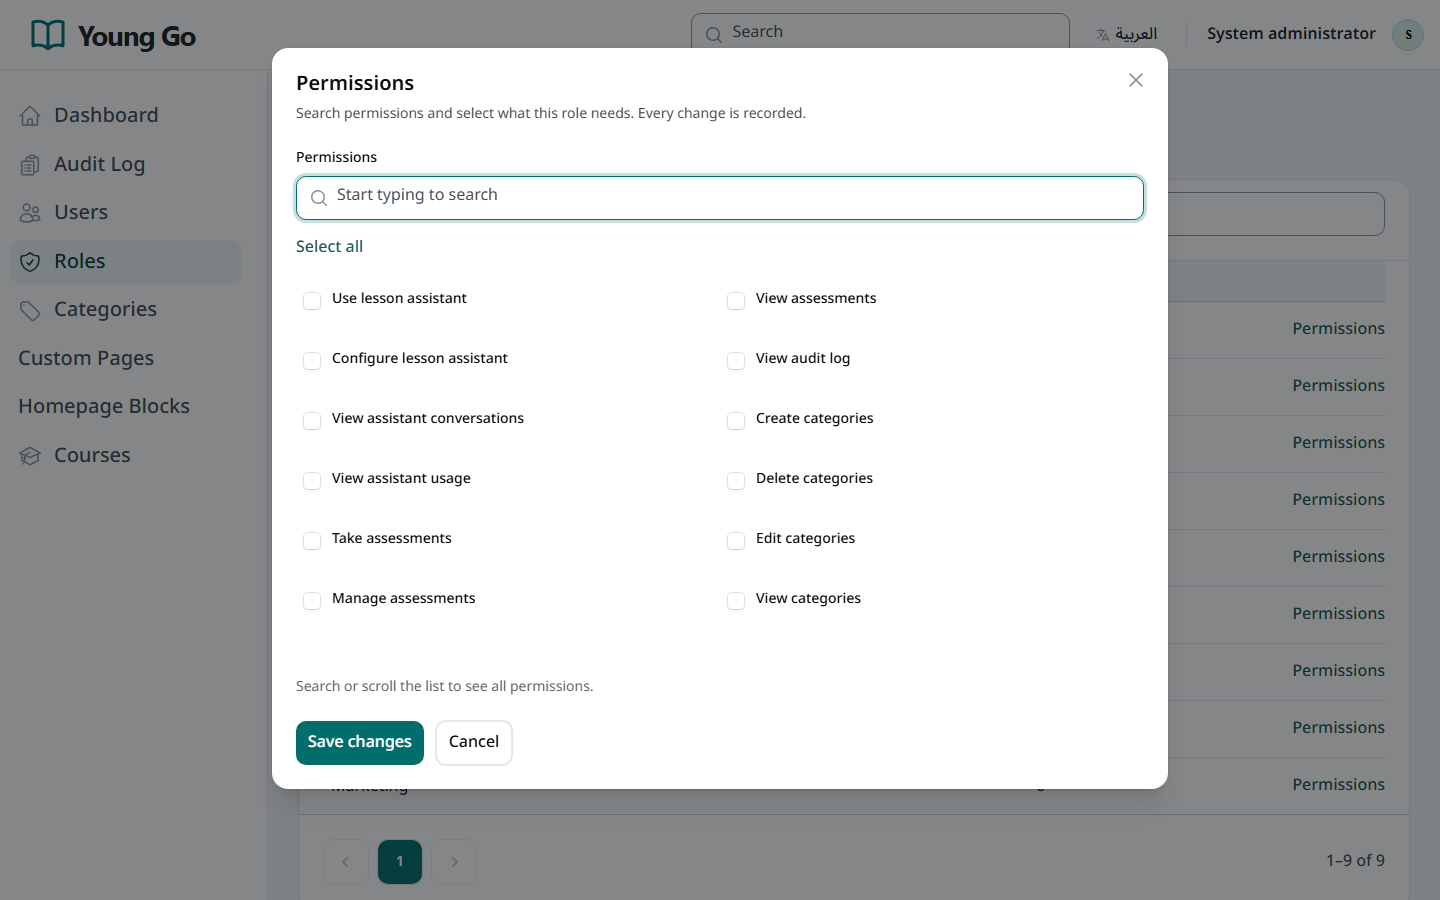 Young Go
Search
العربية
System administrator
S
Dashboard
Audit Log
Users
Roles
Categories
Custom Pages
Homepage Blocks
Courses
Permissions
Search permissions and select what this role needs. Every change is recorded.
Permissions
Start typing to search
Select all
Use lesson assistant
View assessments
Configure lesson assistant
View audit log
View assistant conversations
Create categories
View assistant usage
Delete categories
Take assessments
Edit categories
Manage assessments
View categories
Search or scroll the list to see all permissions.
Save changes
Cancel
Permissions
Permissions
Permissions
Permissions
Permissions
Permissions
Permissions
Permissions
Marketing
Permissions
1
1–9 of 9